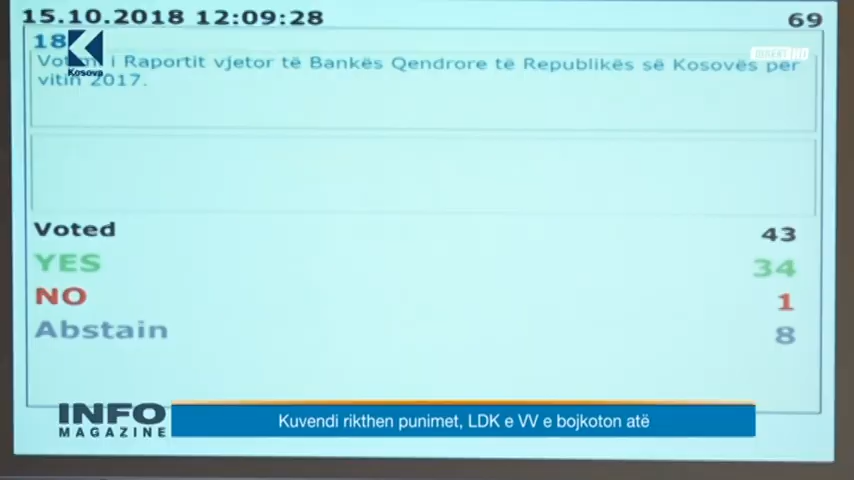 15.10.2018 12:09:28 69
18
Kosova
DIREKT HD
i Raportit vjetor të Bankës Qendrore të Republikës së Kosovës për
vitin 2017.
Voted 43
YES 34
NO 1
Abstain 8
INFO
MAGAZINE
Kuvendi rikthen punimet, LDK e VV e bojkoton atë